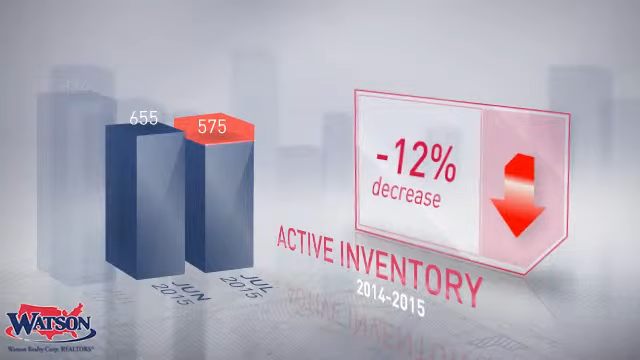 655
575
JUN
2015
JUL
2015
-12%
decrease
ACTIVE INVENTORY
2014-2015
WATSON
Watson Realty Corp. REALTORS®